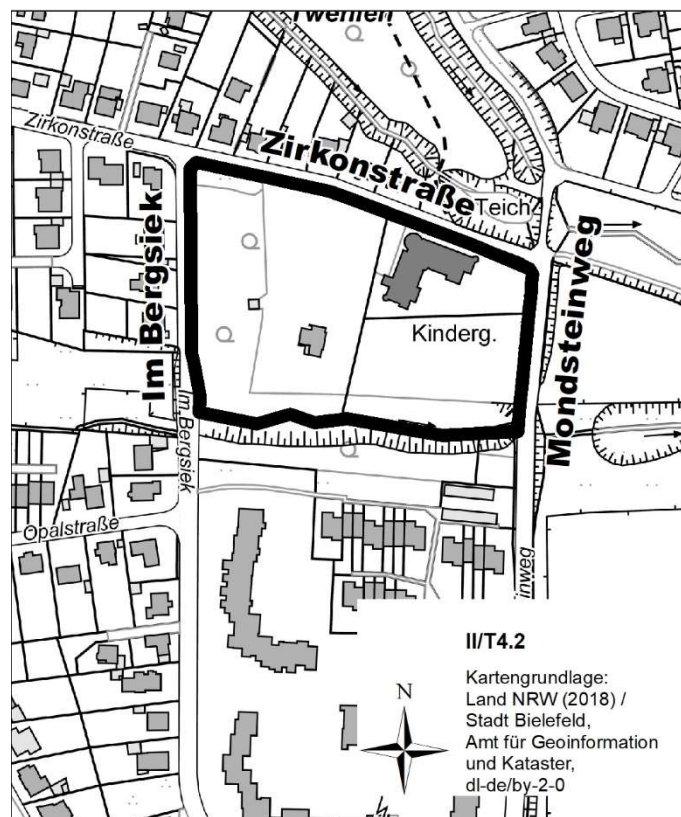 Twehlen
Zirkonstraße
Zirkonstraße
Teich
Im Bergsiek
Kinderg.
Mondsteinweg
Im Bergsiek
Opalstraße
inweg
II/T4.2
Kartengrundlage:
Land NRW (2018) /
Stadt Bielefeld,
Amt für Geoinformation
und Kataster,
dl-de/by-2-0
N